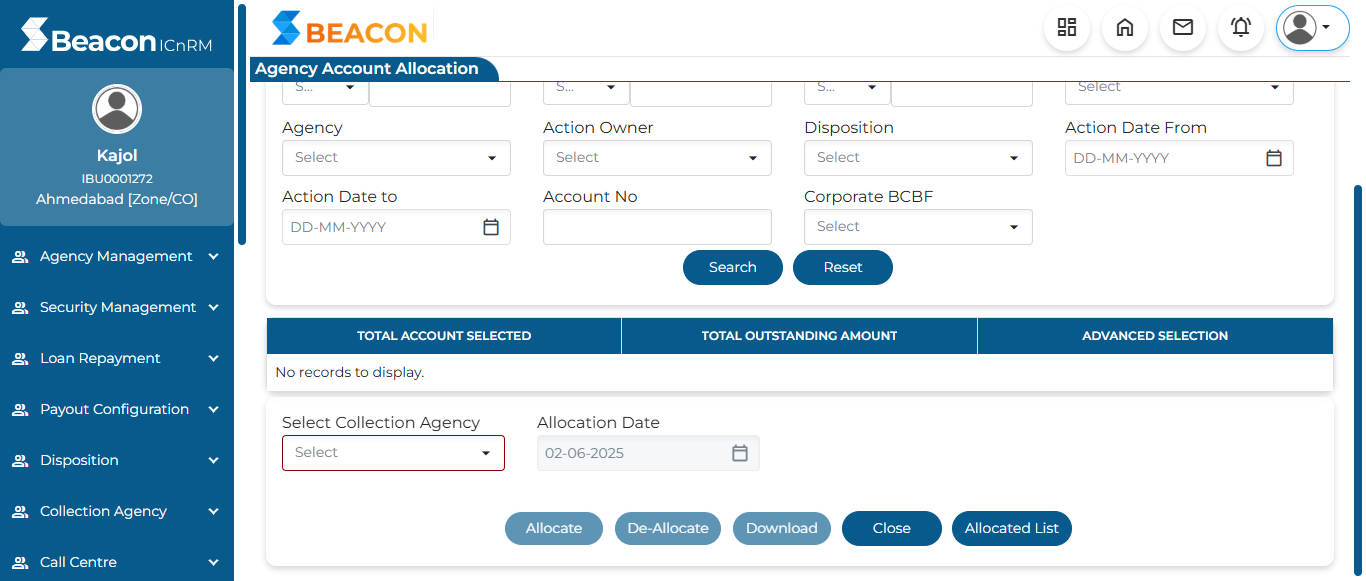 Beacon ICnRM
Kajol
IBU0001272
Ahmedabad [Zone/CO]
Agency Management
Security Management
Loan Repayment
Payout Configuration
Disposition
Collection Agency
Call Centre
BEACON
Agency Account Allocation
S... S... S... Select
Agency Action Owner Disposition Action Date From
Select Select Select DD-MM-YYYY
Action Date to Account No Corporate BCBF
DD-MM-YYYY Select
Search Reset
TOTAL ACCOUNT SELECTED TOTAL OUTSTANDING AMOUNT ADVANCED SELECTION
No records to display.
Select Collection Agency Allocation Date
Select 02-06-2025
Allocate De-Allocate Download Close Allocated List